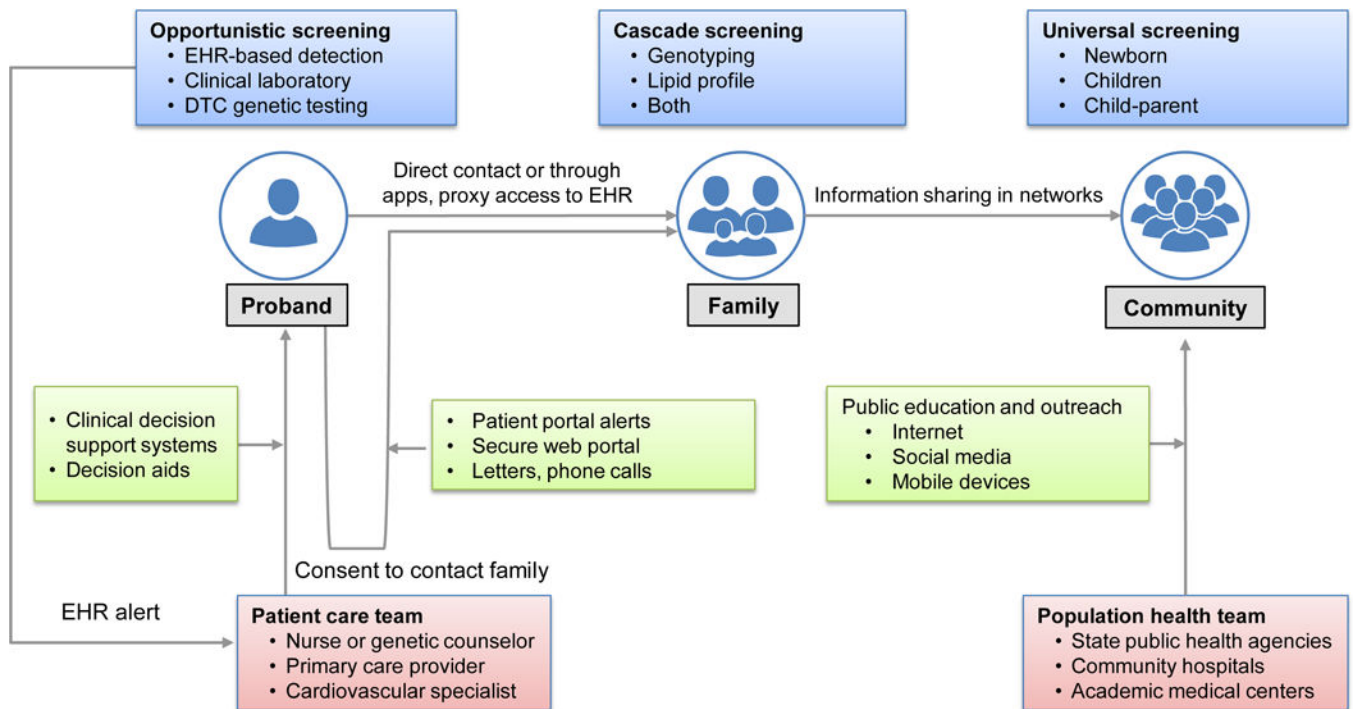 Opportunistic screening
• EHR-based detection
• Clinical laboratory
• DTC genetic testing
Cascade screening
• Genotyping
• Lipid profile
• Both
Universal screening
• Newborn
• Children
• Child-parent
Direct contact or through
apps, proxy access to EHR
Information sharing in networks
Proband
Family
Community
• Clinical decision
support systems
• Decision aids
• Patient portal alerts
• Secure web portal
• Letters, phone calls
Public education and outreach
• Internet
• Social media
• Mobile devices
Consent to contact family
EHR alert
Patient care team
• Nurse or genetic counselor
• Primary care provider
• Cardiovascular specialist
Population health team
• State public health agencies
• Community hospitals
• Academic medical centers